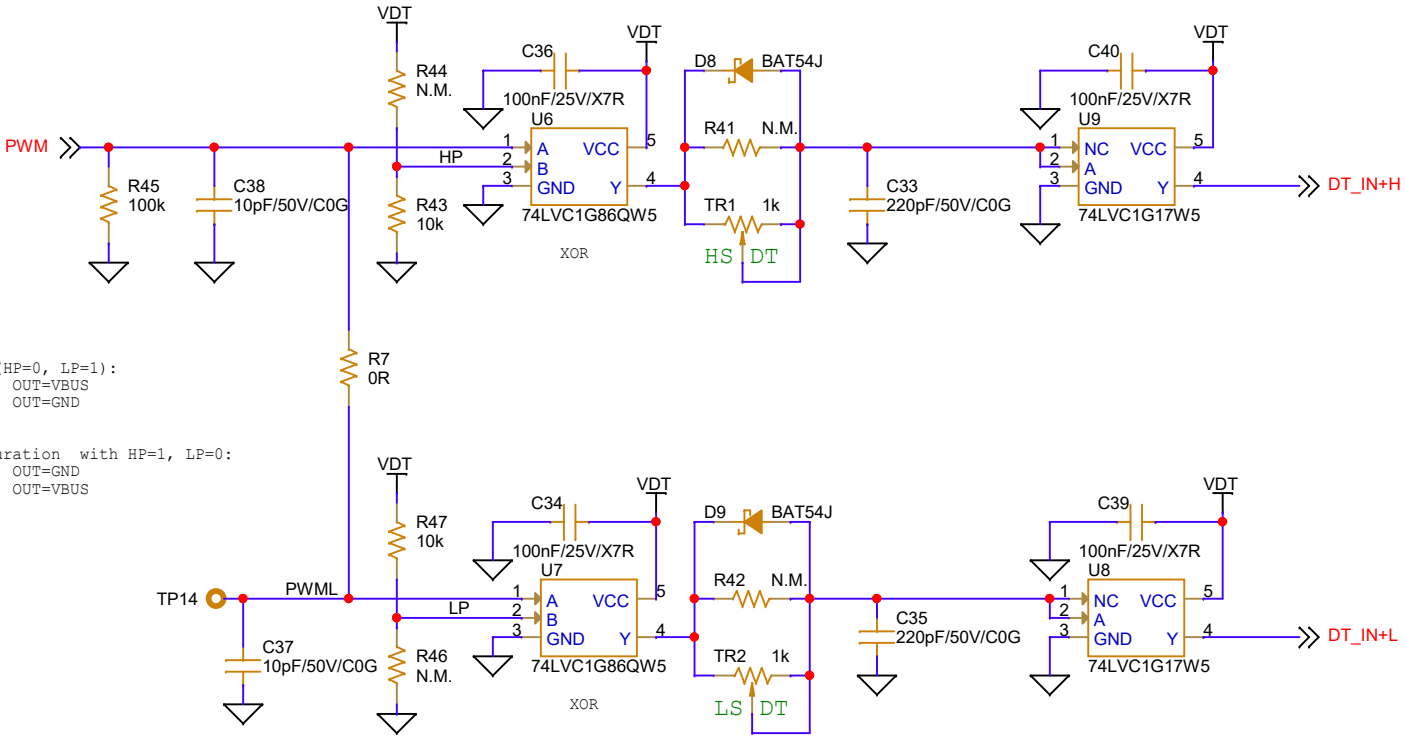 VDT
R44
N.M.
C36
100nF/25V/X7R
VDT
D8
BAT54J
C40
100nF/25V/X7R
VDT
PWM
R45
100k
C38
10pF/50V/C0G
HP
R43
10k
U6
1
A
2
B
3
GND
VCC
5
Y
4
74LVC1G86QW5
XOR
R41
N.M.
TR1
1k
HS DT
C33
220pF/50V/C0G
U9
1
NC
2
A
3
GND
VCC
5
Y
4
74LVC1G17W5
DT_IN+H
R7
0R
(HP=0, LP=1):
OUT=VBUS
OUT=GND
uration with HP=1, LP=0:
OUT=GND
OUT=VBUS
VDT
R47
10k
C34
100nF/25V/X7R
VDT
D9
BAT54J
C39
100nF/25V/X7R
VDT
TP14
PWML
C37
10pF/50V/C0G
LP
R46
N.M.
U7
1
A
2
B
3
GND
VCC
5
Y
4
74LVC1G86QW5
XOR
R42
N.M.
TR2
1k
LS DT
C35
220pF/50V/C0G
U8
1
NC
2
A
3
GND
VCC
5
Y
4
74LVC1G17W5
DT_IN+L